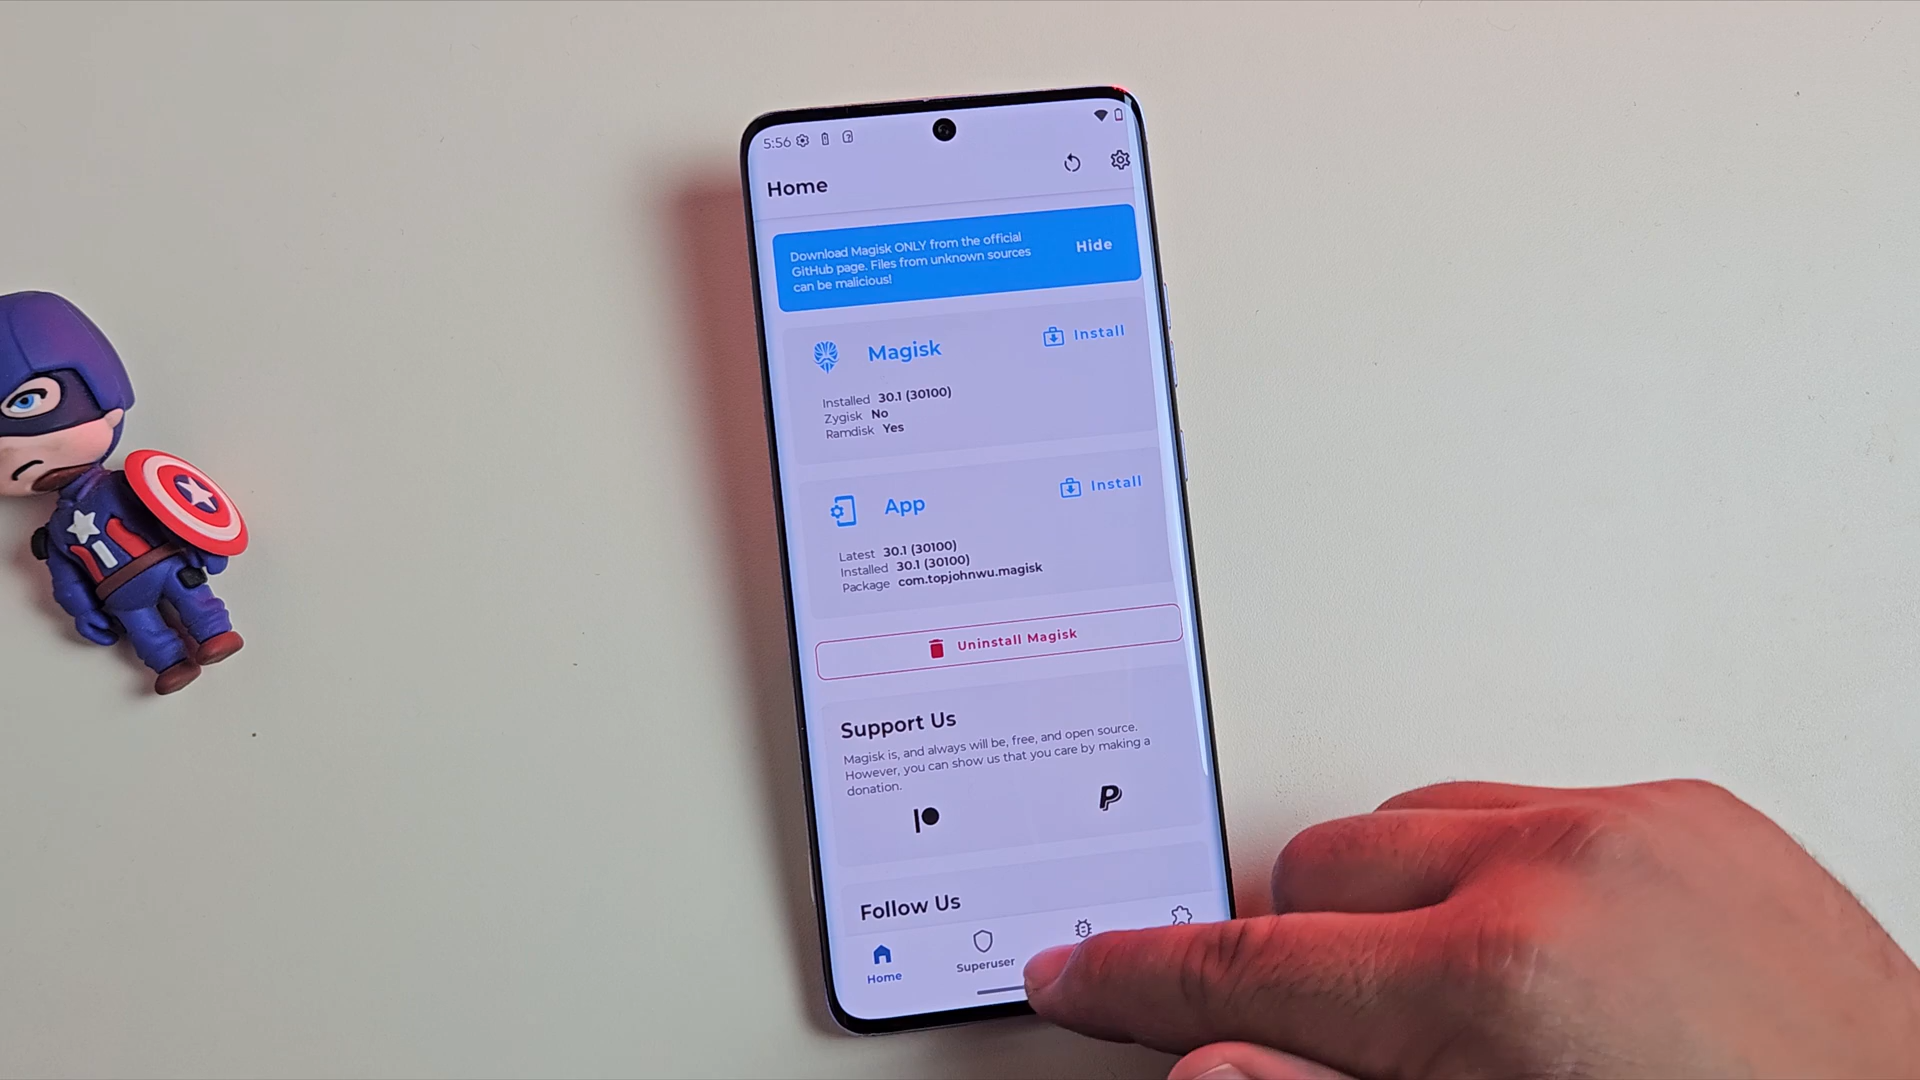 5:56
Home
Download Magisk ONLY from the official
GitHub page. Files from unknown sources
can be malicious!
Hide
Magisk
Install
Installed 30.1 (30100)
Zygisk No
Ramdisk Yes
App
Install
Latest 30.1 (30100)
Installed 30.1 (30100)
Package com.topjohnwu.magisk
Uninstall Magisk
Support Us
Magisk is, and always will be, free, and open source.
However, you can show us that you care by making a
donation.
Follow Us
Home
Superuser